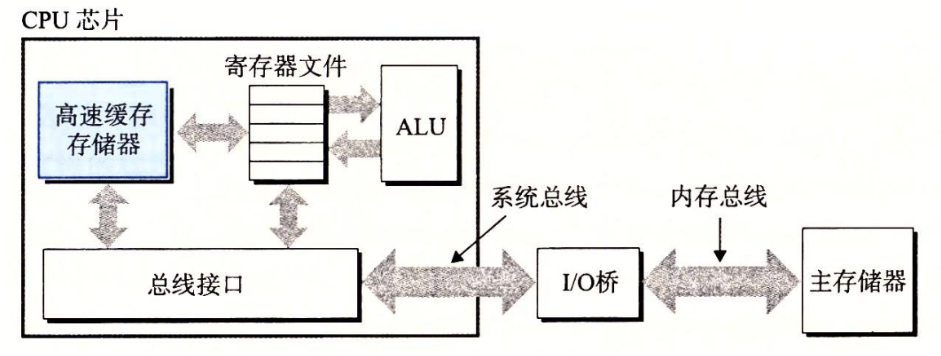 CPU 芯片
寄存器文件
高速缓存
存储器
ALU
系统总线
内存总线
总线接口
I/O桥
主存储器